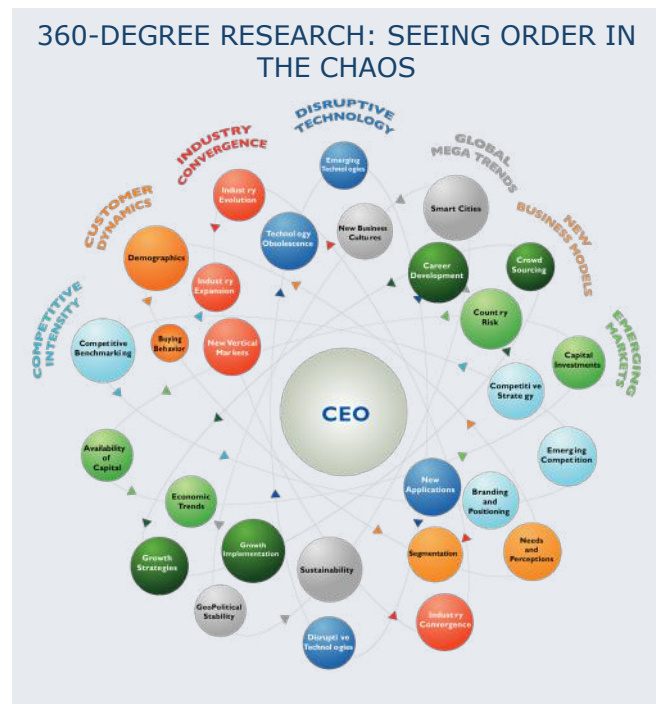 360-DEGREE RESEARCH: SEEING ORDER IN
THE CHAOS
DISRUPTIVE
TECHNOLOGY
INDUSTRY
CONVERGENCE
GLOBAL
MEGA TRENDS
CUSTOMER
DYNAMICS
NEW
BUSINESS MODELS
COMPETITIVE
INTENSITY
EMERGING
MARKETS
Emerging
Technologies
Industry
Evolution
Smart Cities
Technology
Obsolescence
New Business
Cultures
Demographics
Career
Development
Crowd
Sourcing
Industry
Expansion
Country
Risk
Competitive
Benchmarking
Buying
Behavior
New Vertical
Markets
Capital
Investments
Competitive
Strategy
CEO
Availability
of
Capital
Emerging
Competition
New
Applications
Economic
Trends
Branding
and
Positioning
Growth
Strategies
Growth
Implementation
Sustainability
Segmentation
Needs
and
Perceptions
GeoPolitical
Stability
Industry
Convergence
Disruptive
Technologies